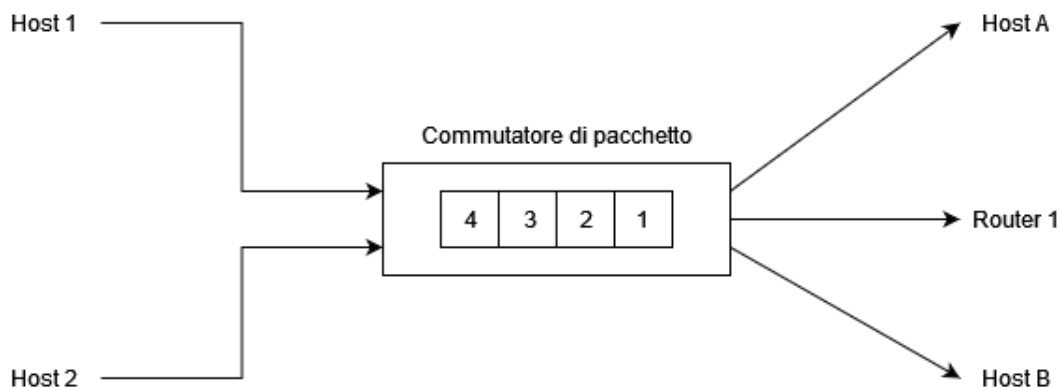 Host 1
Host A
Commutatore di pacchetto
4 3 2 1
Router 1
Host 2
Host B